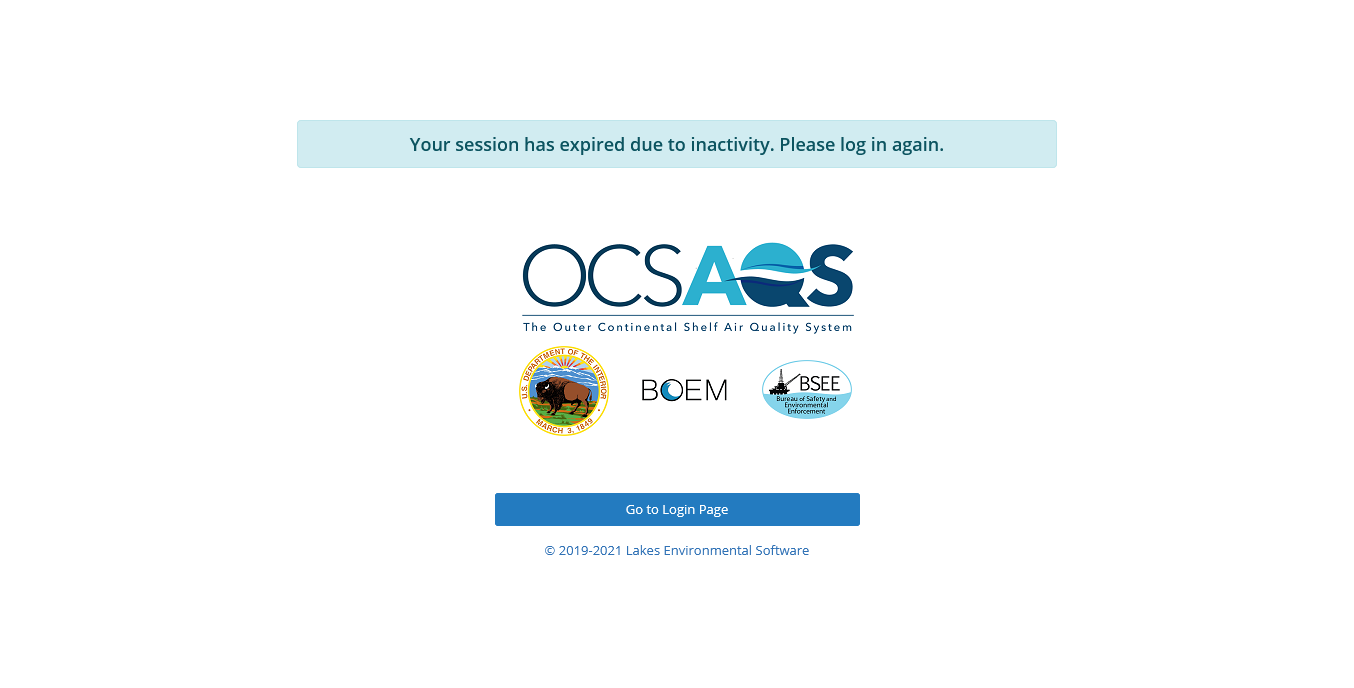 Your session has expired due to inactivity. Please log in again.
OCSAQS
The Outer Continental Shelf Air Quality System
U.S. DEPARTMENT OF THE INTERIOR
MARCH 3, 1849
BOEM
BSEE
Bureau of Safety and
Environmental
Enforcement
Go to Login Page
© 2019-2021 Lakes Environmental Software